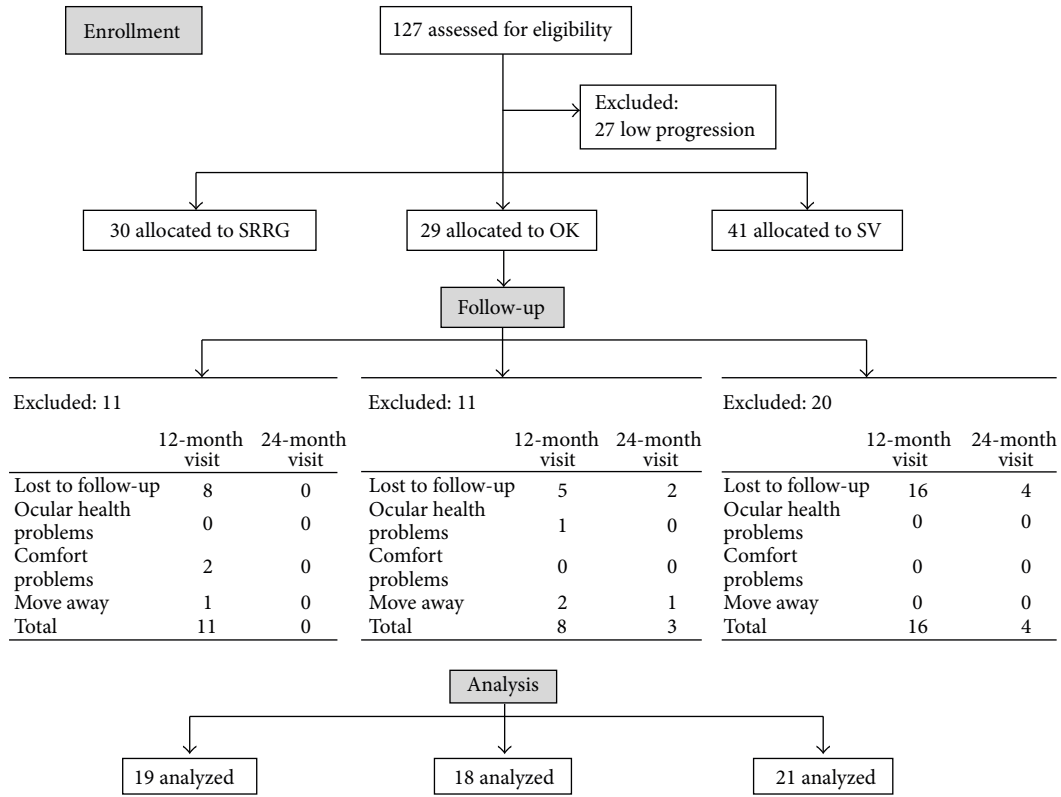 Enrollment
127 assessed for eligibility
Excluded:
27 low progression
30 allocated to SRRG
29 allocated to OK
41 allocated to SV
Follow-up
Excluded: 11
12-month 24-month
visit visit
Lost to follow-up 8 0
Ocular health
problems 0 0
Comfort
problems 2 0
Move away 1 0
Total 11 0
Excluded: 11
12-month 24-month
visit visit
Lost to follow-up 5 2
Ocular health
problems 1 0
Comfort
problems 0 0
Move away 2 1
Total 8 3
Excluded: 20
12-month 24-month
visit visit
Lost to follow-up 16 4
Ocular health
problems 0 0
Comfort
problems 0 0
Move away 0 0
Total 16 4
Analysis
19 analyzed
18 analyzed
21 analyzed